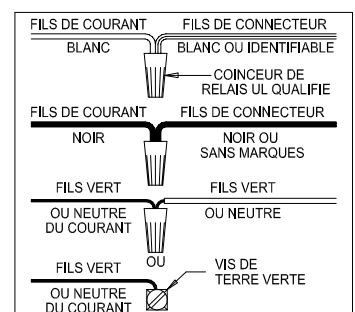 FILS DE COURANT FILS DE CONNECTEUR
BLANC BLANC OU IDENTIFIABLE
COINCEUR DE
RELAIS UL QUALIFIE
FILS DE COURANT FILS DE CONNECTEUR
NOIR NOIR OU
SANS MARQUES
FILS VERT FILS VERT
OU NEUTRE OU NEUTRE
DU COURANT
OU
FILS VERT VIS DE
TERRE VERTE
OU NEUTRE
DU COURANT